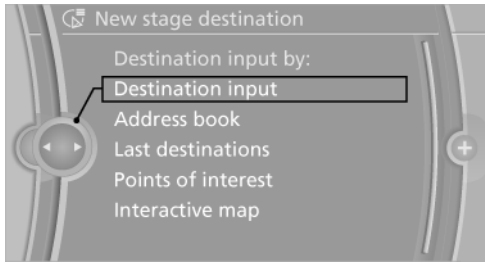 New stage destination
Destination input by:
Destination input
Address book
Last destinations
Points of interest
Interactive map